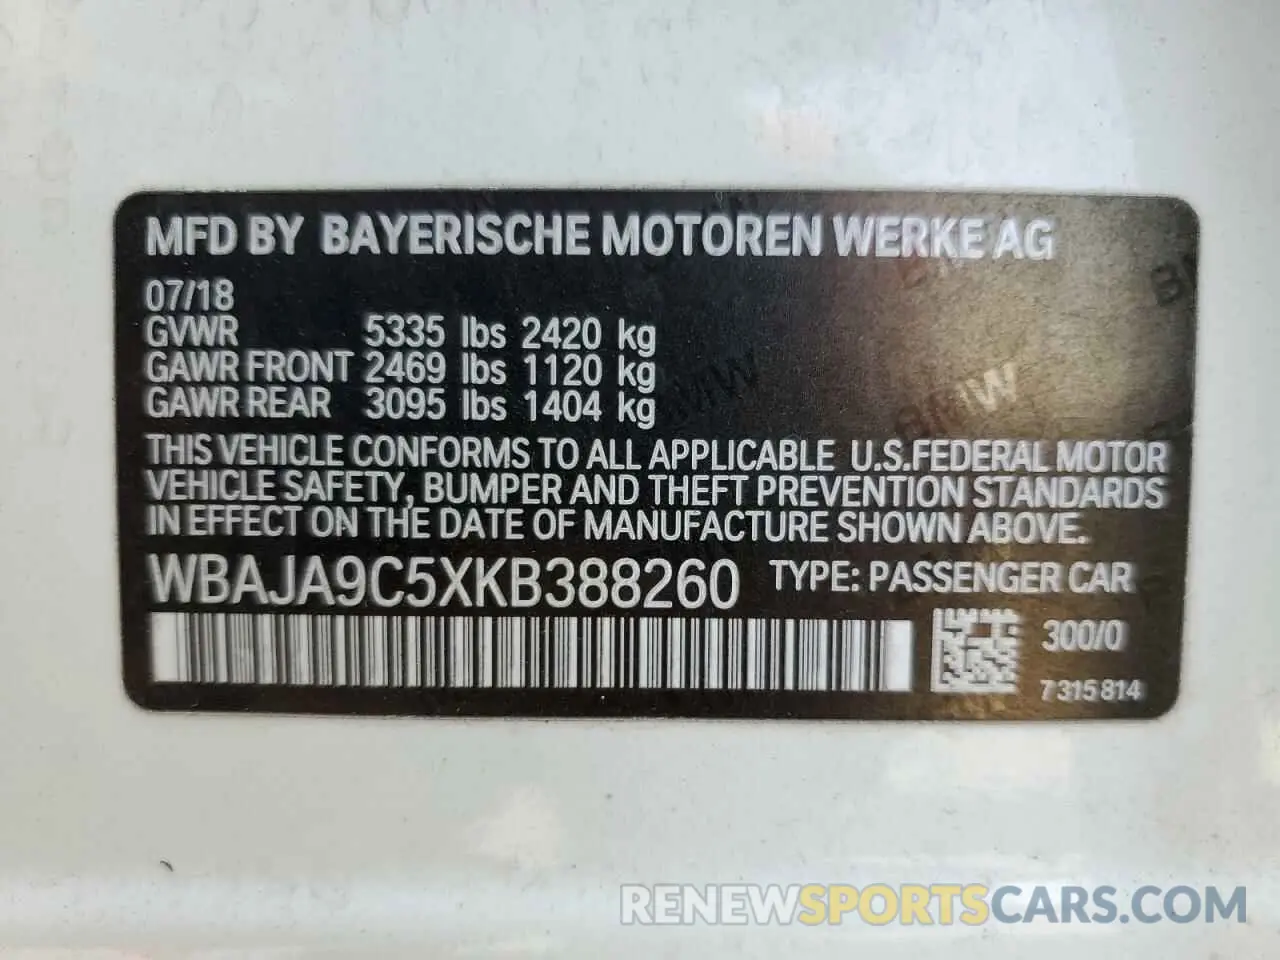 MFD BY BAYERISCHE MOTOREN WERKE AG
07/18
GVWR 5335 lbs 2420 kg
GAWR FRONT 2469 lbs 1120 kg
GAWR REAR 3095 lbs 1404 kg
THIS VEHICLE CONFORMS TO ALL APPLICABLE U.S.FEDERAL MOTOR
VEHICLE SAFETY, BUMPER AND THEFT PREVENTION STANDARDS
IN EFFECT ON THE DATE OF MANUFACTURE SHOWN ABOVE.
WBAJA9C5XKB388260 TYPE: PASSENGER CAR
300/0
7315814
BMW
BMW
RENEWSPORTSCARS.COM